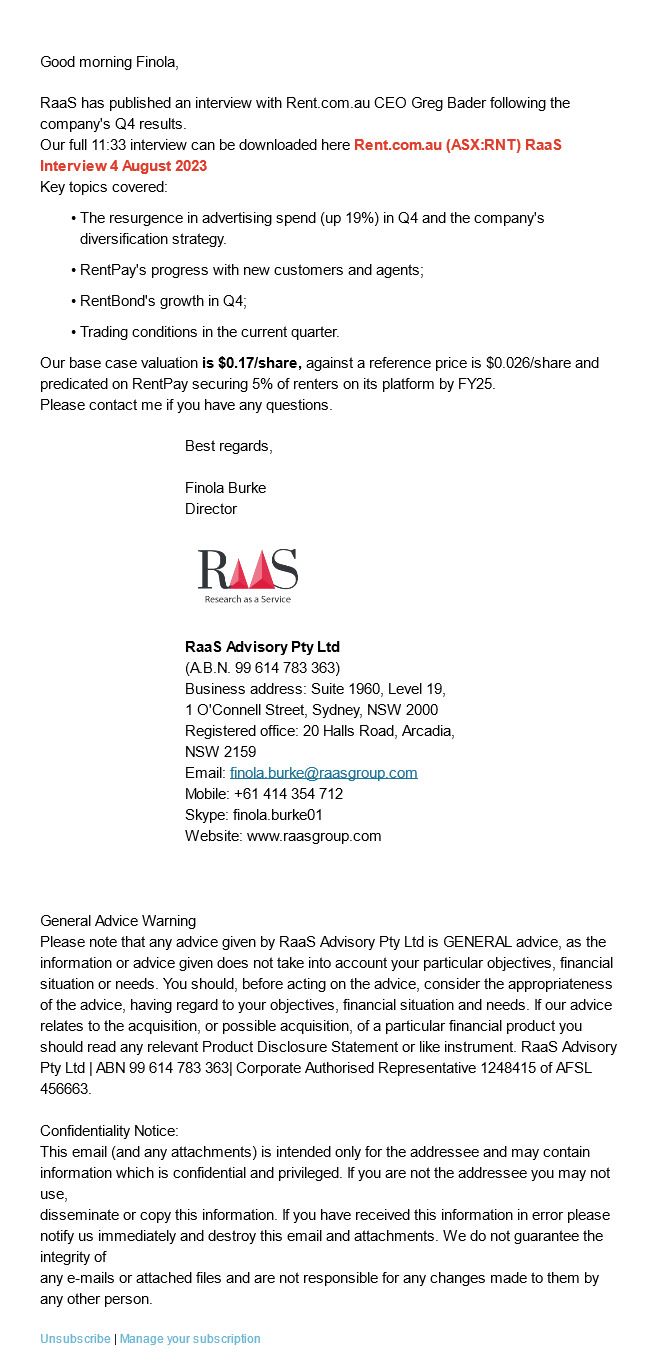 Good morning Finola,
RaaS has published an interview with Rent.com.au CEO Greg Bader following the
company's Q4 results.
Our full 11:33 interview can be downloaded here Rent.com.au (ASX:RNT) RaaS
Interview 4 August 2023
Key topics covered:
• The resurgence in advertising spend (up 19%) in Q4 and the company's
diversification strategy.
• RentPay's progress with new customers and agents;
• RentBond's growth in Q4;
• Trading conditions in the current quarter.
Our base case valuation is $0.17/share, against a reference price is $0.026/share and
predicated on RentPay securing 5% of renters on its platform by FY25.
Please contact me if you have any questions.
Best regards,
Finola Burke
Director
RAAS
Research as a Service
RaaS Advisory Pty Ltd
(A.B.N. 99 614 783 363)
Business address: Suite 1960, Level 19,
1 O'Connell Street, Sydney, NSW 2000
Registered office: 20 Halls Road, Arcadia,
NSW 2159
Email: finola.burke@raasgroup.com
Mobile: +61 414 354 712
Skype: finola.burke01
Website: www.raasgroup.com
General Advice Warning
Please note that any advice given by RaaS Advisory Pty Ltd is GENERAL advice, as the
information or advice given does not take into account your particular objectives, financial
situation or needs. You should, before acting on the advice, consider the appropriateness
of the advice, having regard to your objectives, financial situation and needs. If our advice
relates to the acquisition, or possible acquisition, of a particular financial product you
should read any relevant Product Disclosure Statement or like instrument. RaaS Advisory
Pty Ltd | ABN 99 614 783 363| Corporate Authorised Representative 1248415 of AFSL
456663.
Confidentiality Notice:
This email (and any attachments) is intended only for the addressee and may contain
information which is confidential and privileged. If you are not the addressee you may not
use,
disseminate or copy this information. If you have received this information in error please
notify us immediately and destroy this email and attachments. We do not guarantee the
integrity of
any e-mails or attached files and are not responsible for any changes made to them by
any other person.
Unsubscribe | Manage your subscription